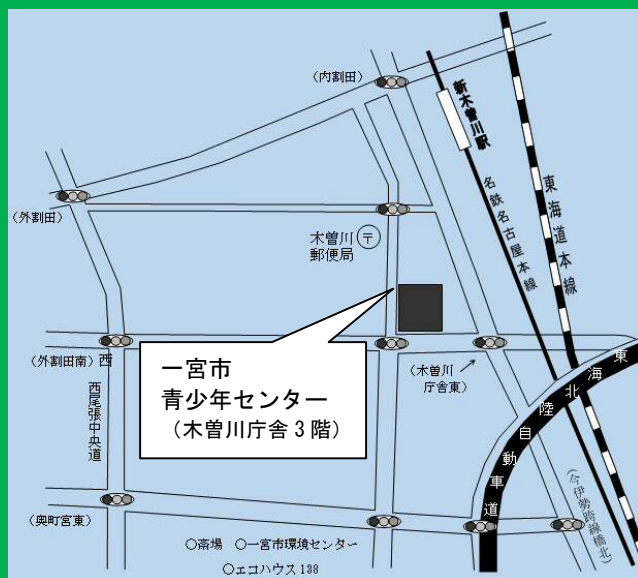 (内割田)
新木曽川駅
名鉄名古屋本線
東海道本線
(外割田)
木曽川
郵便局
〒
(外割田南)西
西尾張中央道
一宮市
青少年センター
(木曽川庁舎3階)
(木曽川
庁舎東)
東海北陸自動車道
(今伊勢跨線橋北)
(奥町宮東)
○斎場 ○一宮市環境センター
○エコハウス138